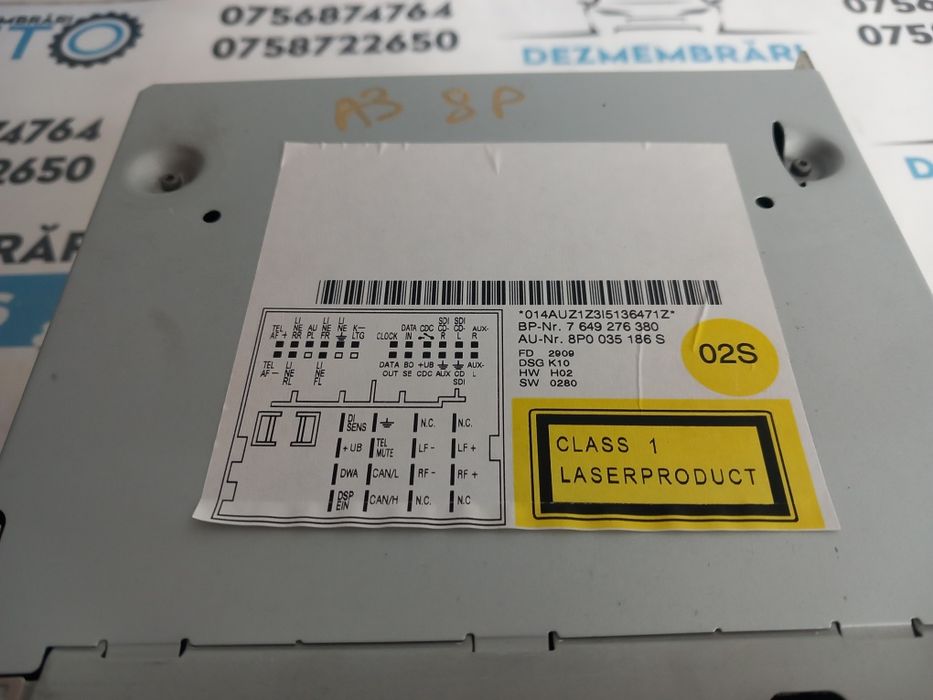 0756874764
0758722650
DEZMEMBRĂRI
A3 8P
*014AUZ1Z3I5136471Z*
BP-Nr. 7 649 276 380
AU-Nr. 8P0 035 186 S
FD 2909
DSG K10
HW H02
SW 0280
02S
CLASS 1
LASERPRODUCT
TEL AF+
LI NE RR
AU PL
LI NE FR
LI NE
K- LTG
CLOCK
DATA IN
CDC
SDI CD- R
SDI CD- L
AUX- R
TEL AF-
LI NE RL
LI NE FL
DATA OUT
BO SE
+UB CDC
AUX
CD SDI
AUX- L
DI SENS
N.C.
N.C.
+UB
TEL MUTE
LF-
LF+
DWA
CAN/L
RF-
RF+
DSP EIN
CAN/H
N.C.
N.C